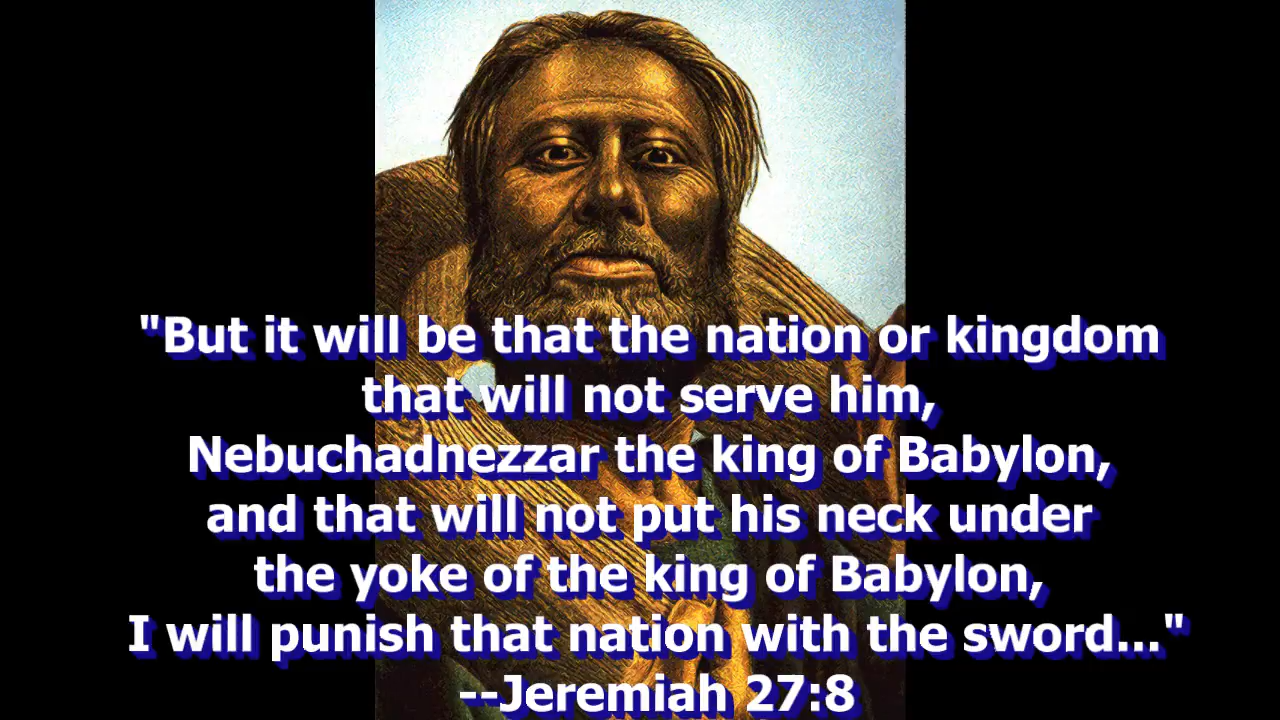 "But it will be that the nation or kingdom
that will not serve him,
Nebuchadnezzar the king of Babylon,
and that will not put his neck under
the yoke of the king of Babylon,
I will punish that nation with the sword..."
--Jeremiah 27:8